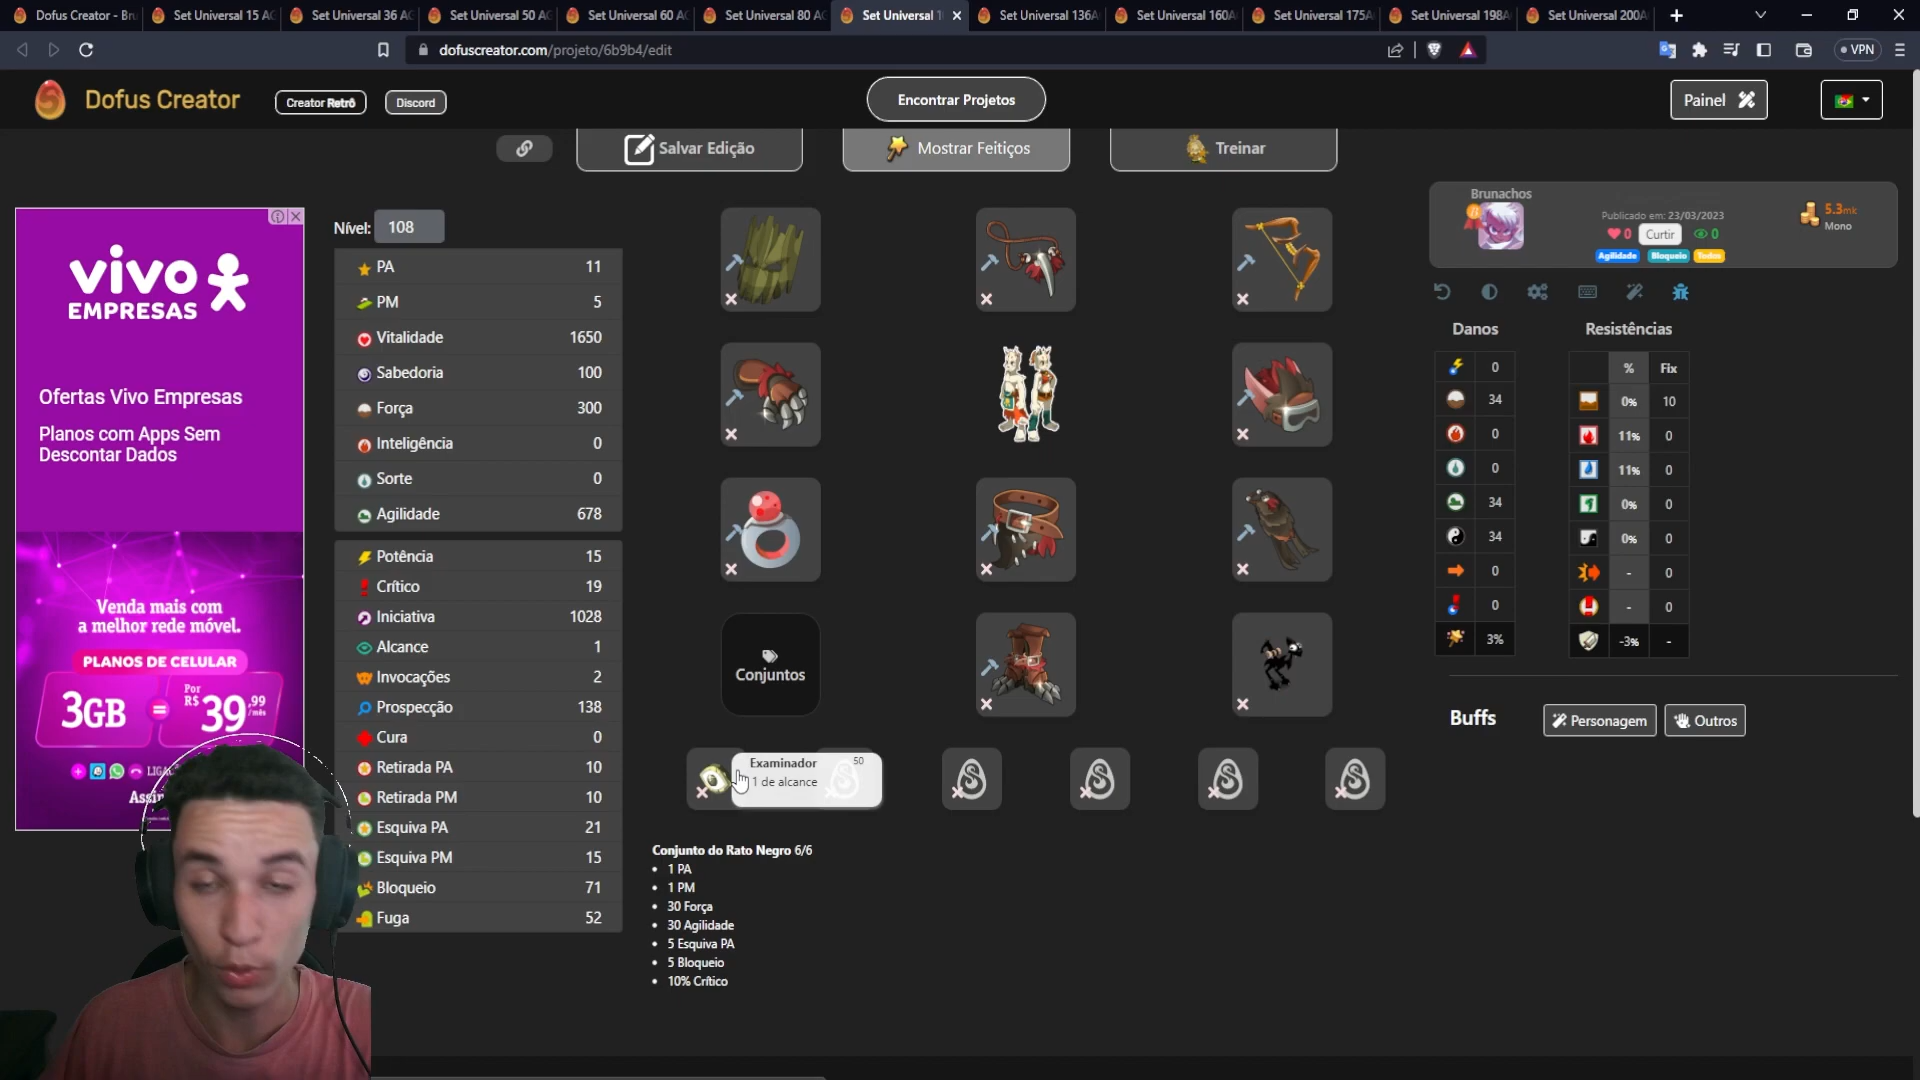 Dofus Creator - Bru
Set Universal 15 AG
Set Universal 36 AG
Set Universal 50 AG
Set Universal 60 AG
Set Universal 80 AG
Set Universal 1
Set Universal 136A
Set Universal 160A
Set Universal 175A
Set Universal 198A
Set Universal 200A
dofuscreator.com/projeto/6b9b4/edit
VPN
Dofus Creator
Creator Retrô
Discord
Encontrar Projetos
Painel
Salvar Edição
Mostrar Feitiços
Treinar
Nível: 108
PA 11
PM 5
Vitalidade 1650
Sabedoria 100
Força 300
Inteligência 0
Sorte 0
Agilidade 678
Potência 15
Crítico 19
Iniciativa 1028
Alcance 1
Invocações 2
Prospecção 138
Cura 0
Retirada PA 10
Retirada PM 10
Esquiva PA 21
Esquiva PM 15
Bloqueio 71
Fuga 52
vivo
EMPRESAS
Ofertas Vivo Empresas
Planos com Apps Sem
Descontar Dados
Venda mais com
a melhor rede móvel.
PLANOS DE CELULAR
3GB = Por R$ 39,99 /mês
Conjuntos
Examinador 50
1 de alcance
Conjunto do Rato Negro 6/6
1 PA
1 PM
30 Força
30 Agilidade
5 Esquiva PA
5 Bloqueio
10% Crítico
Brunachos
Publicado em: 23/03/2023
0 Curtir 0
Agilidade Bloqueio Todos
5.3mk
Mono
Danos
0
34
0
0
34
34
0
0
3%
Resistências
% Fix
0% 10
11% 0
11% 0
0% 0
0% 0
- 0
- 0
-3% -
Buffs
Personagem
Outros